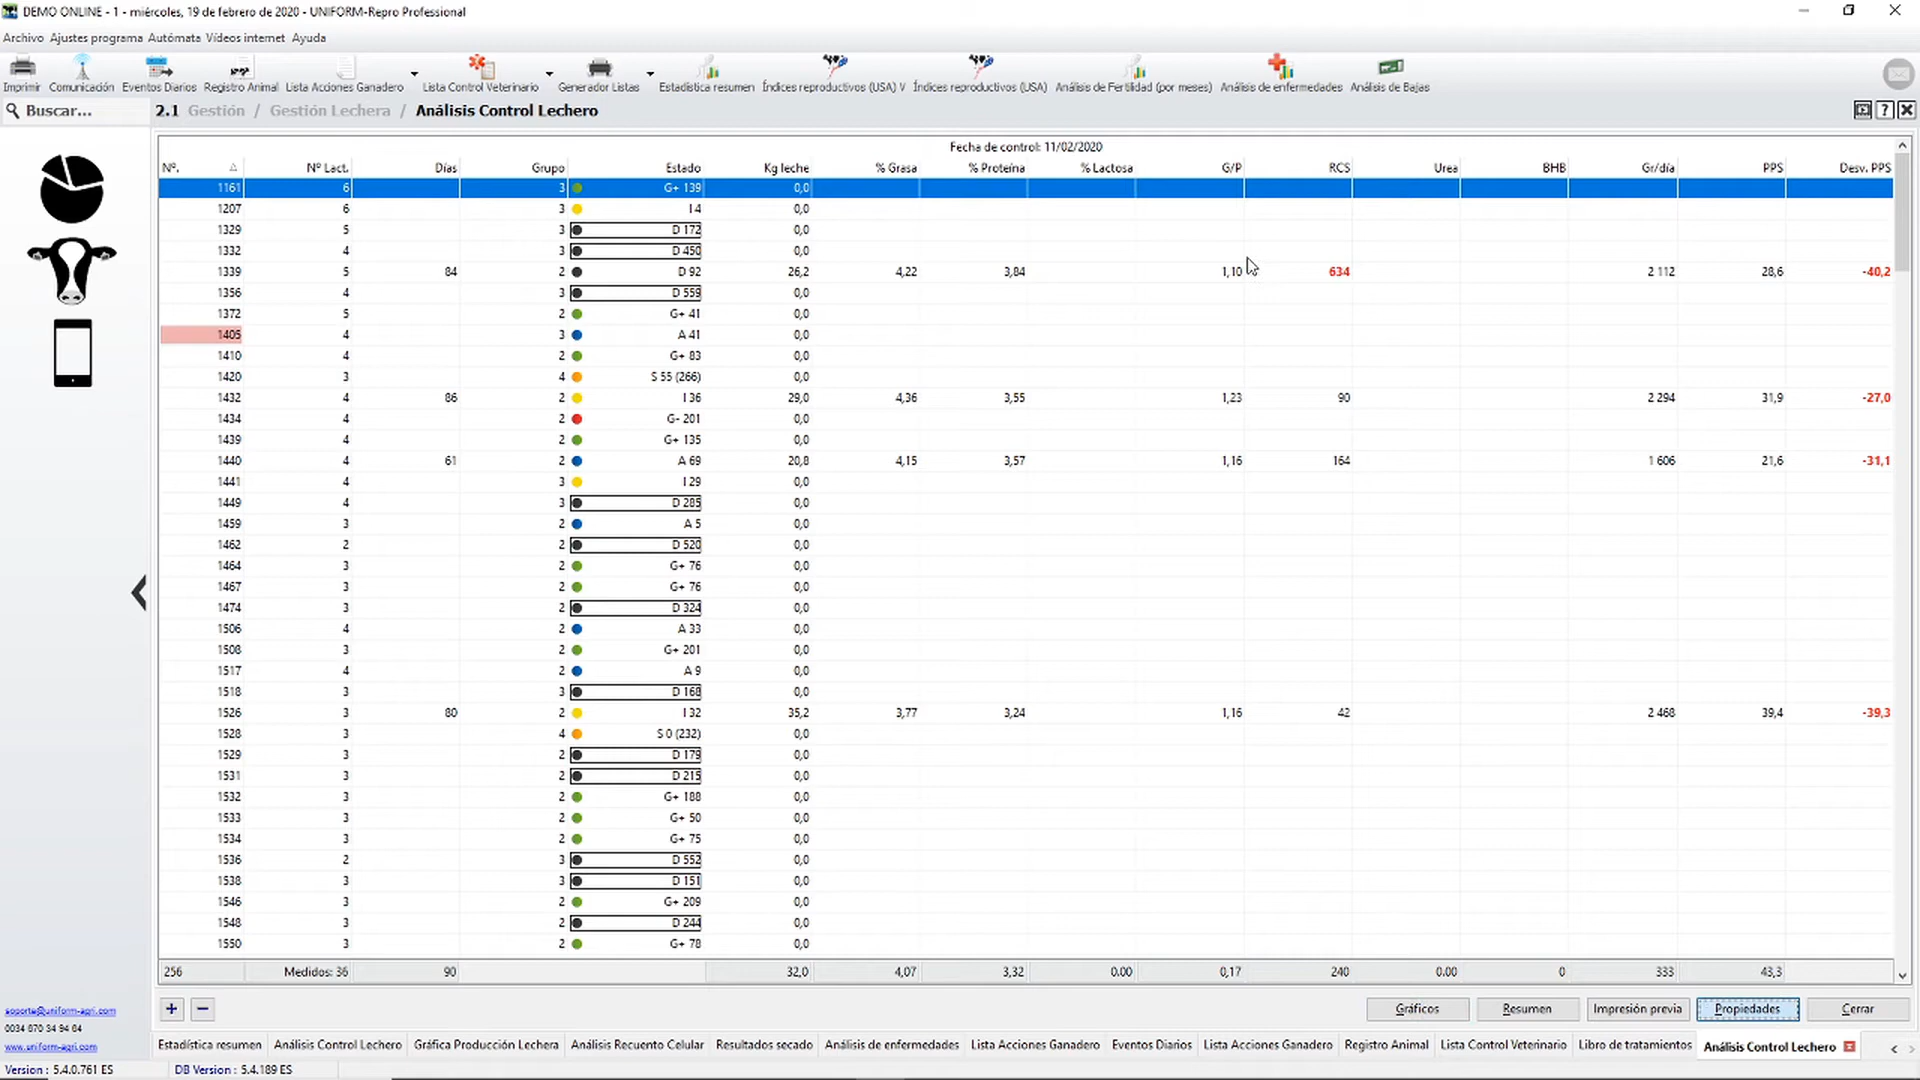 DEMO ONLINE - 1 - miércoles, 19 de febrero de 2020 - UNIFORM-Repro Professional
Archivo Ajustes programa Autómata Vídeos internet Ayuda
Imprimir Comunicación Eventos Diarios Registro Animal Lista Acciones Ganadero Lista Control Veterinario Generador Listas Estadística resumen Índices reproductivos (USA) V Índices reproductivos (USA) Análisis de Fertilidad (por meses) Análisis de enfermedades Análisis de Bajas
Buscar... 2.1 Gestión / Gestión Lechera / Análisis Control Lechero
Fecha de control: 11/02/2020
Nº. Nº Lact. Días Grupo Estado Kg leche % Grasa % Proteína % Lactosa G/P RCS Urea BHB Gr/día PPS Desv. PPS
1161 6 3 G+ 139 0,0
1207 6 3 I 4 0,0
1329 5 3 D 172 0,0
1332 4 3 D 450 0,0
1339 5 84 2 D 92 26,2 4,22 3,84 1,10 634 2 112 28,6 -40,2
1356 4 3 D 559 0,0
1372 5 2 G+ 41 0,0
1405 4 3 A 41 0,0
1410 4 2 G+ 83 0,0
1420 3 4 S 55 (266) 0,0
1432 4 86 2 I 36 29,0 4,36 3,55 1,23 90 2 294 31,9 -27,0
1434 4 2 G- 201 0,0
1439 4 2 G+ 135 0,0
1440 4 61 2 A 69 20,8 4,15 3,57 1,16 164 1 606 21,6 -31,1
1441 4 3 I 29 0,0
1449 4 3 D 285 0,0
1459 3 2 A 5 0,0
1462 2 2 D 520 0,0
1464 3 2 G+ 76 0,0
1467 3 2 G+ 76 0,0
1474 3 2 D 324 0,0
1506 4 2 A 33 0,0
1508 3 2 G+ 201 0,0
1517 4 2 A 9 0,0
1518 3 3 D 168 0,0
1526 3 80 2 I 32 35,2 3,77 3,24 1,16 42 2 468 39,4 -39,3
1528 3 4 S 0 (232) 0,0
1529 3 2 D 179 0,0
1531 3 2 D 215 0,0
1532 3 2 G+ 188 0,0
1533 3 2 G+ 50 0,0
1534 3 2 G+ 75 0,0
1536 2 3 D 552 0,0
1538 3 3 D 151 0,0
1546 3 2 G+ 209 0,0
1548 3 2 D 244 0,0
1550 3 2 G+ 78 0,0
256 Medidos: 36 90 32,0 4,07 3,32 0.00 0,17 240 0.00 0 333 43,3
Gráficos Resumen Impresión previa Propiedades Cerrar
soporte@uniform-agri.com
0034 870 34 94 84
www.uniform-agri.com
Estadística resumen Análisis Control Lechero Gráfica Producción Lechera Análisis Recuento Celular Resultados secado Análisis de enfermedades Lista Acciones Ganadero Eventos Diarios Lista Acciones Ganadero Registro Animal Lista Control Veterinario Libro de tratamientos Análisis Control Lechero
Version : 5.4.0.761 ES DB Version : 5.4.189 ES